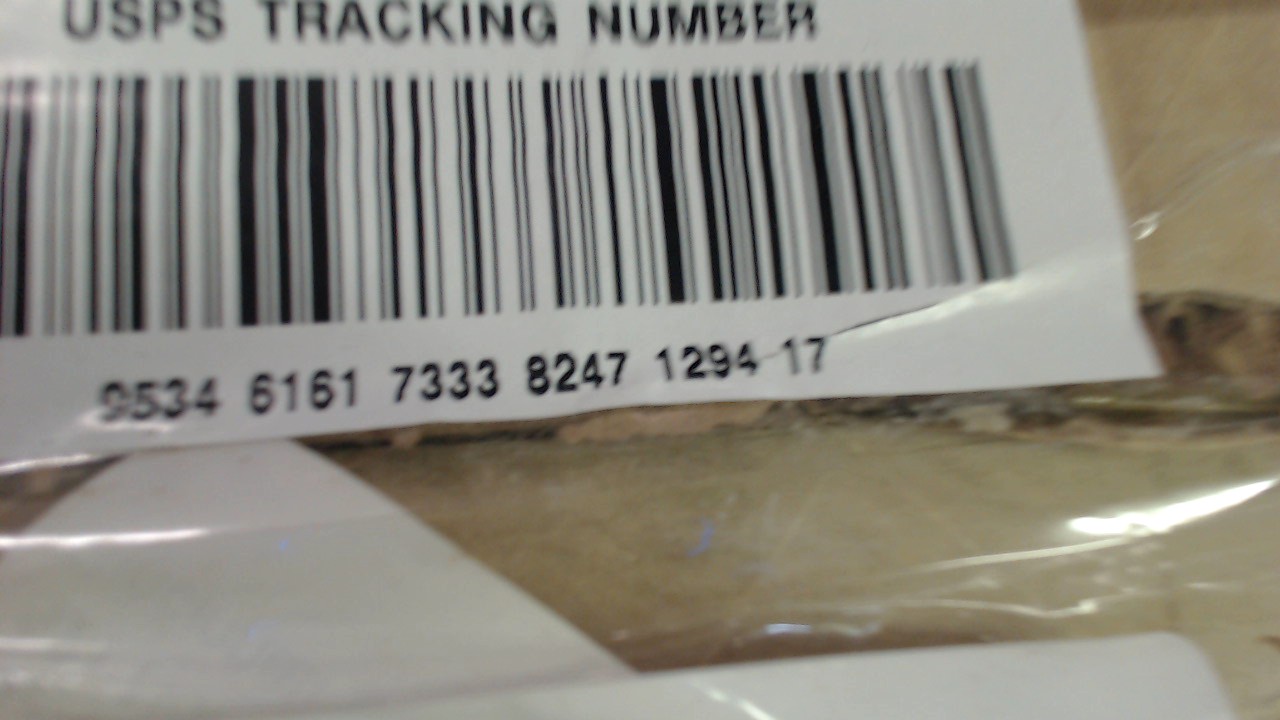 USPS TRACKING NUMBER
9534 6161 7333 8247 1294 17